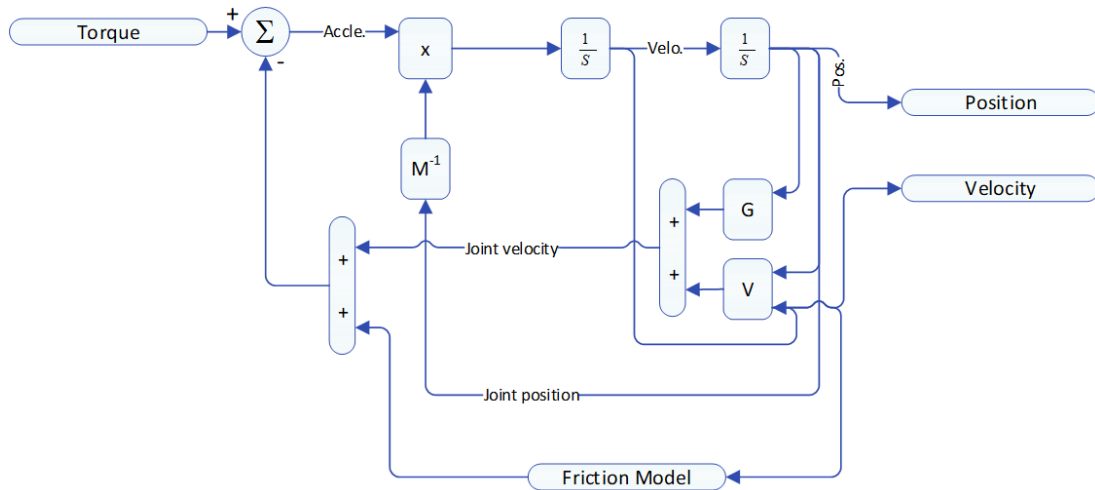 Torque
+
Σ
-
Accle.
x
1
S
Velo.
1
S
Pos.
Position
M-1
G
Velocity
+
+
V
Joint velocity
+
+
Joint position
Friction Model